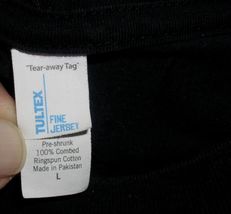 "Tear-away Tag"
TULTEX
FINE
JERSEY
Pre-shrunk
100% Combed
Ringspun Cotton
Made in Pakistan
L